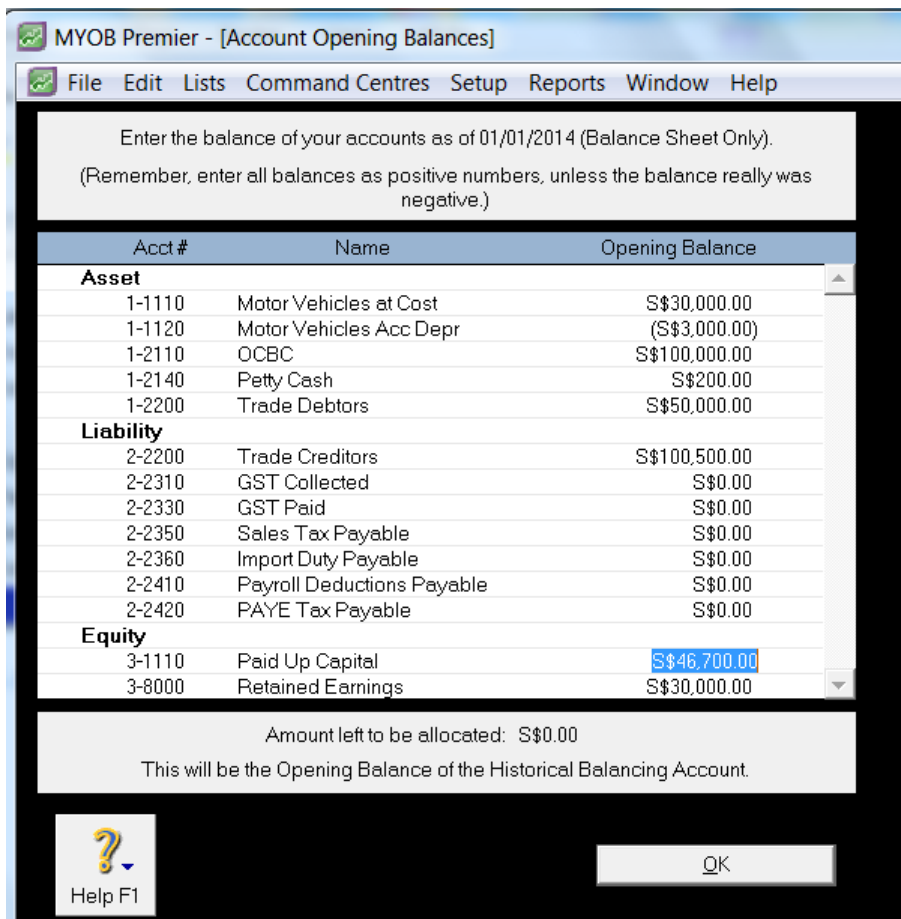 MYOB Premier - [Account Opening Balances]
File Edit Lists Command Centres Setup Reports Window Help
Enter the balance of your accounts as of 01/01/2014 (Balance Sheet Only).
(Remember, enter all balances as positive numbers, unless the balance really was
negative.)
Acct # Name Opening Balance
Asset
1-1110 Motor Vehicles at Cost S$30,000.00
1-1120 Motor Vehicles Acc Depr (S$3,000.00)
1-2110 OCBC S$100,000.00
1-2140 Petty Cash S$200.00
1-2200 Trade Debtors S$50,000.00
Liability
2-2200 Trade Creditors S$100,500.00
2-2310 GST Collected S$0.00
2-2330 GST Paid S$0.00
2-2350 Sales Tax Payable S$0.00
2-2360 Import Duty Payable S$0.00
2-2410 Payroll Deductions Payable S$0.00
2-2420 PAYE Tax Payable S$0.00
Equity
3-1110 Paid Up Capital S$46,700.00
3-8000 Retained Earnings S$30,000.00
Amount left to be allocated: S$0.00
This will be the Opening Balance of the Historical Balancing Account.
Help F1
OK